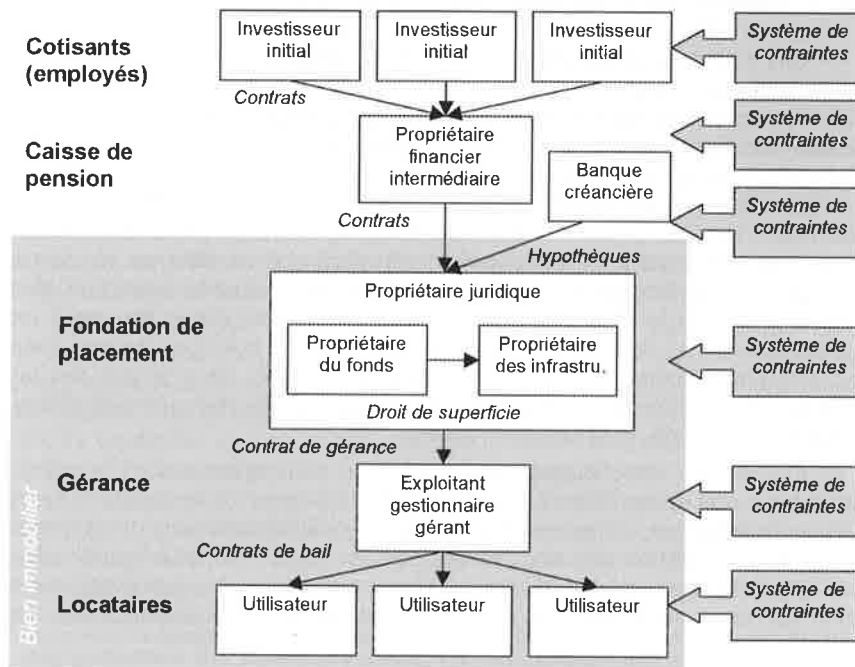 Cotisants
(employés)
Investisseur
initial
Investisseur
initial
Investisseur
initial
Système de
contraintes
Contrats
Caisse de
pension
Propriétaire
financier
intermédiaire
Système de
contraintes
Banque
créancière
Système de
contraintes
Contrats
Hypothèques
Propriétaire juridique
Fondation de
placement
Propriétaire
du fonds
Propriétaire
des infrastru.
Système de
contraintes
Droit de superficie
Contrat de gérance
Gérance
Exploitant
gestionnaire
gérant
Système de
contraintes
Contrats de bail
Locataires
Utilisateur
Utilisateur
Utilisateur
Système de
contraintes
Bien immobilier